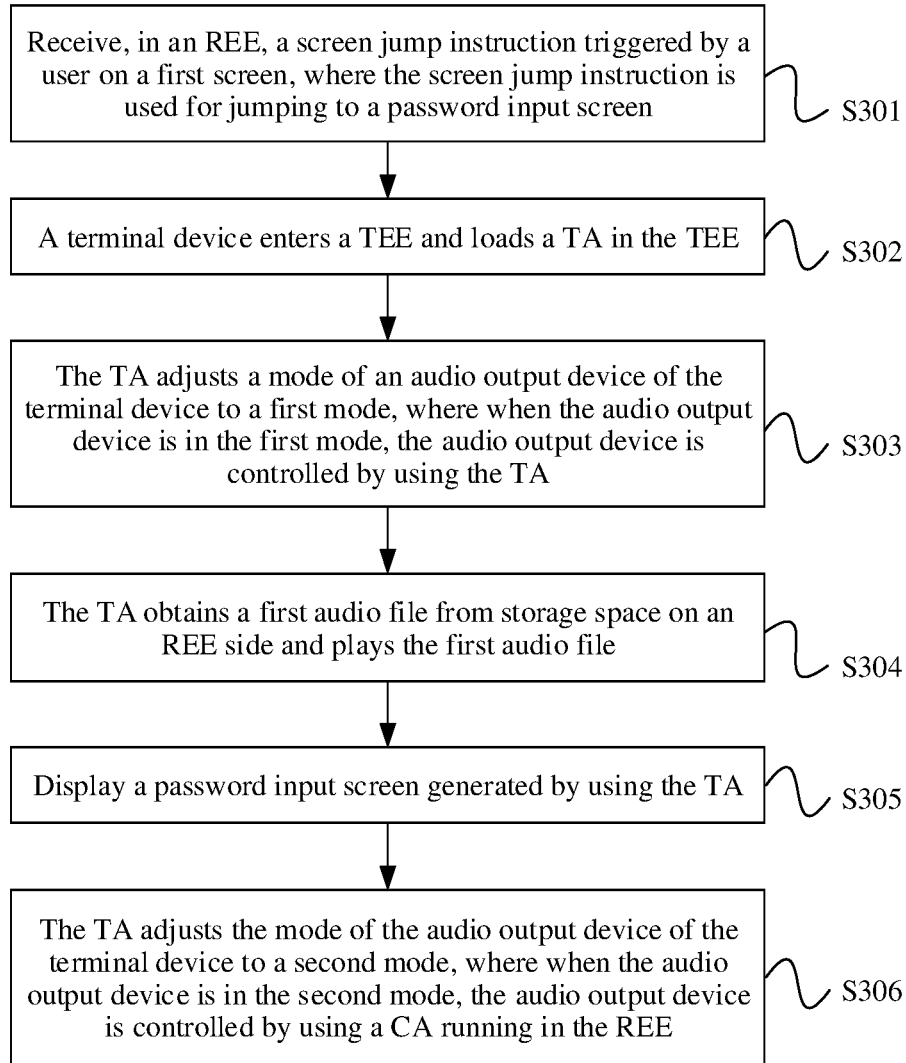 Receive, in an REE, a screen jump instruction triggered by a
user on a first screen, where the screen jump instruction is
used for jumping to a password input screen
S301
A terminal device enters a TEE and loads a TA in the TEE
S302
The TA adjusts a mode of an audio output device of the
terminal device to a first mode, where when the audio output
device is in the first mode, the audio output device is
controlled by using the TA
S303
The TA obtains a first audio file from storage space on an
REE side and plays the first audio file
S304
Display a password input screen generated by using the TA
S305
The TA adjusts the mode of the audio output device of the
terminal device to a second mode, where when the audio
output device is in the second mode, the audio output device
is controlled by using a CA running in the REE
S306